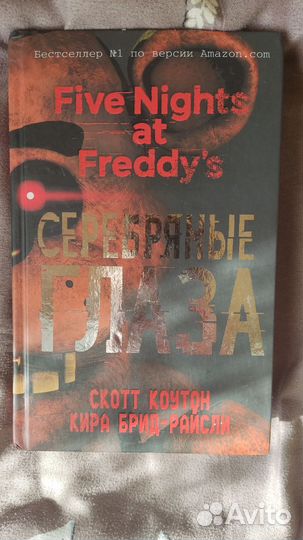 Бестселлер №1 по версии Amazon.com
Five Nights
at
Freddy's
СЕРЕБРЯНЫЕ
ГЛАЗА
СКОТТ КОУТОН
КИРА БРИД-РАЙСЛИ
Avito